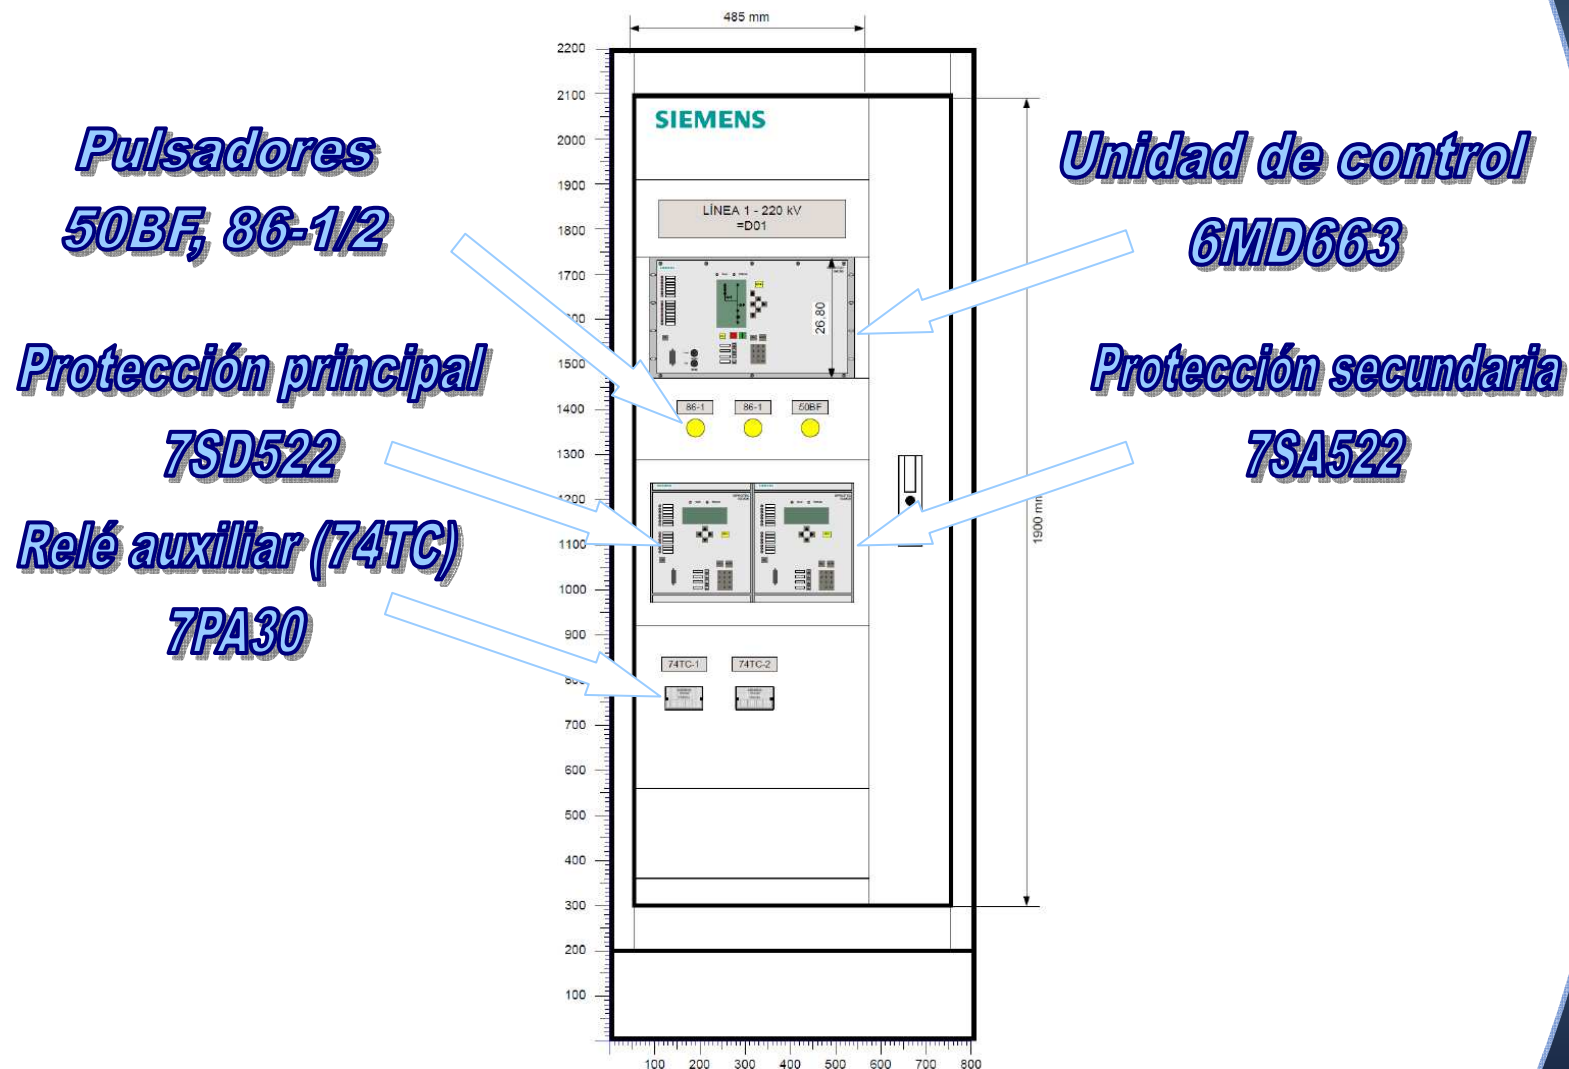 485 mm
2200
2100
2000
1900
1800
1700
1500
1400
1300
1200
1100
1000
900
700
600
500
400
300
200
100
100 200 300 400 500 600 700 800
SIEMENS
LÍNEA 1 - 220 kV
=D01
26.80
86-1 86-1 50BF
74TC-1 74TC-2
1900 mm
Pulsadores
50BF, 86-1/2
Protección principal
7SD522
Relé auxiliar (74TC)
7PA30
Unidad de control
6MD663
Protección secundaria
7SA522